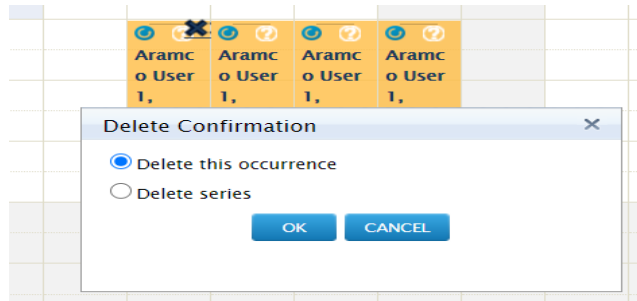 Aramc Aramc Aramc Aramc
o User o User o User o User
1, 1, 1, 1,
Delete Confirmation
Delete this occurrence
Delete series
OK CANCEL